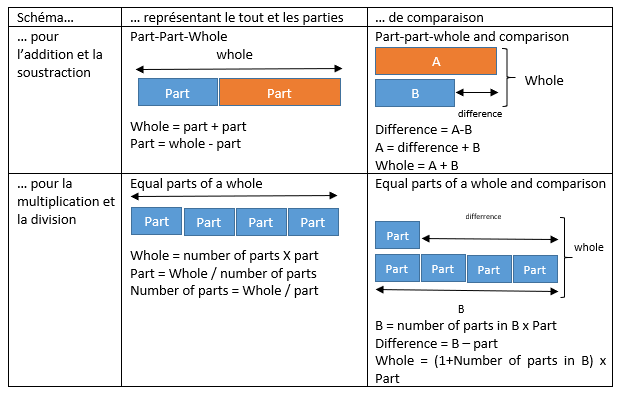 Schéma...
... représentant le tout et les parties
... de comparaison
... pour
l'addition et la
soustraction
Part-Part-Whole
whole
Part Part
Whole = part + part
Part = whole - part
Part-part-whole and comparison
A
B
Whole
difference
Difference = A-B
A = difference + B
Whole = A + B
... pour la
multiplication et
la division
Equal parts of a whole
Part Part Part Part
Whole = number of parts X part
Part = Whole / number of parts
Number of parts = Whole / part
Equal parts of a whole and comparison
differrence
Part
whole
Part Part Part Part
B
B = number of parts in B x Part
Difference = B – part
Whole = (1+Number of parts in B) x
Part